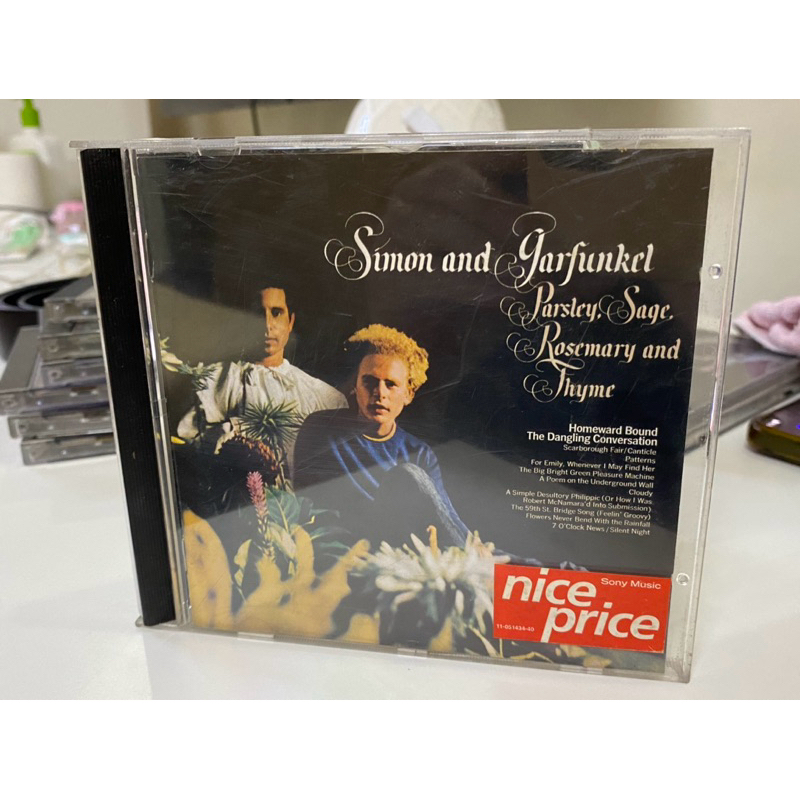 Simon and Garfunkel
Parsley, Sage,
Rosemary and
Thyme
Homeward Bound
The Dangling Conversation
Scarborough Fair/Canticle
Patterns
For Emily, Whenever I May Find Her
The Big Bright Green Pleasure Machine
A Poem on the Underground Wall
Cloudy
A Simple Desultory Philippic (Or How I Was
Robert McNamara'd Into Submission)
The 59th St. Bridge Song (Feelin' Groovy)
Flowers Never Bend With the Rainfall
7 O'Clock News/Silent Night
Sony Music
nice
price
11-051434-40